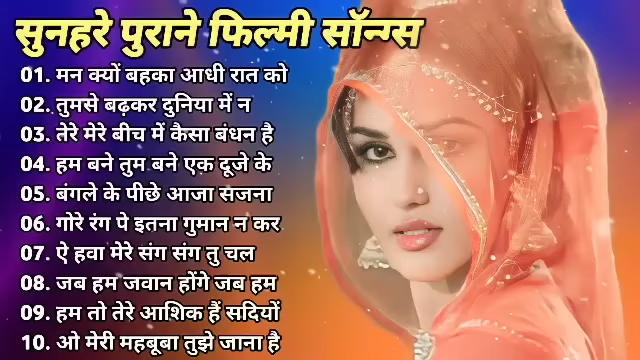 सुनहरे पुराने फिल्मी सॉन्ग्स
01. मन क्यों बहका आधी रात को
02. तुमसे बढ़कर दुनिया में न
03. तेरे मेरे बीच में कैसा बंधन है
04. हम बने तुम बने एक दूजे के
05. बंगले के पीछे आजा सजना
06. गोरे रंग पे इतना गुमान न कर
07. ऐ हवा मेरे संग संग तु चल
08. जब हम जवान होंगे जब हम
09. हम तो तेरे आशिक हैं सदियों
10. ओ मेरी महबूबा तुझे जाना है